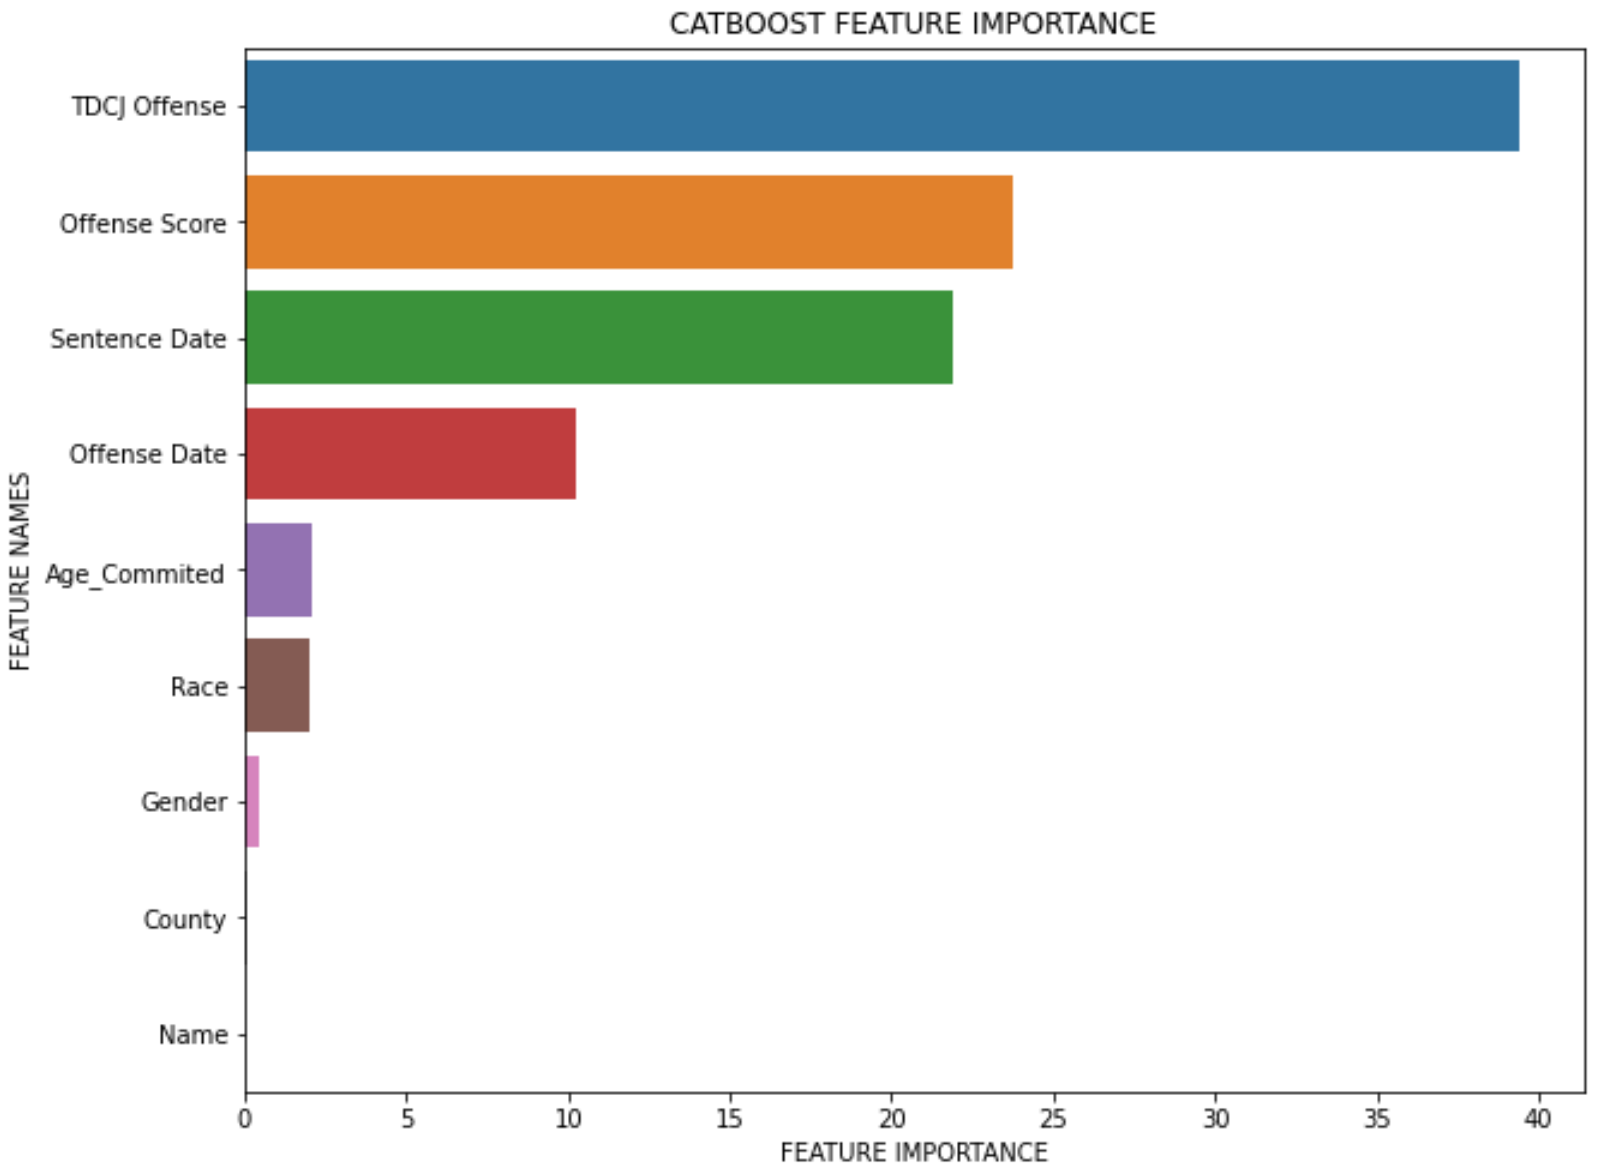 CATBOOST FEATURE IMPORTANCE
FEATURE NAMES
TDCJ Offense
Offense Score
Sentence Date
Offense Date
Age_Commited
Race
Gender
County
Name
0 5 10 15 20 25 30 35 40
FEATURE IMPORTANCE